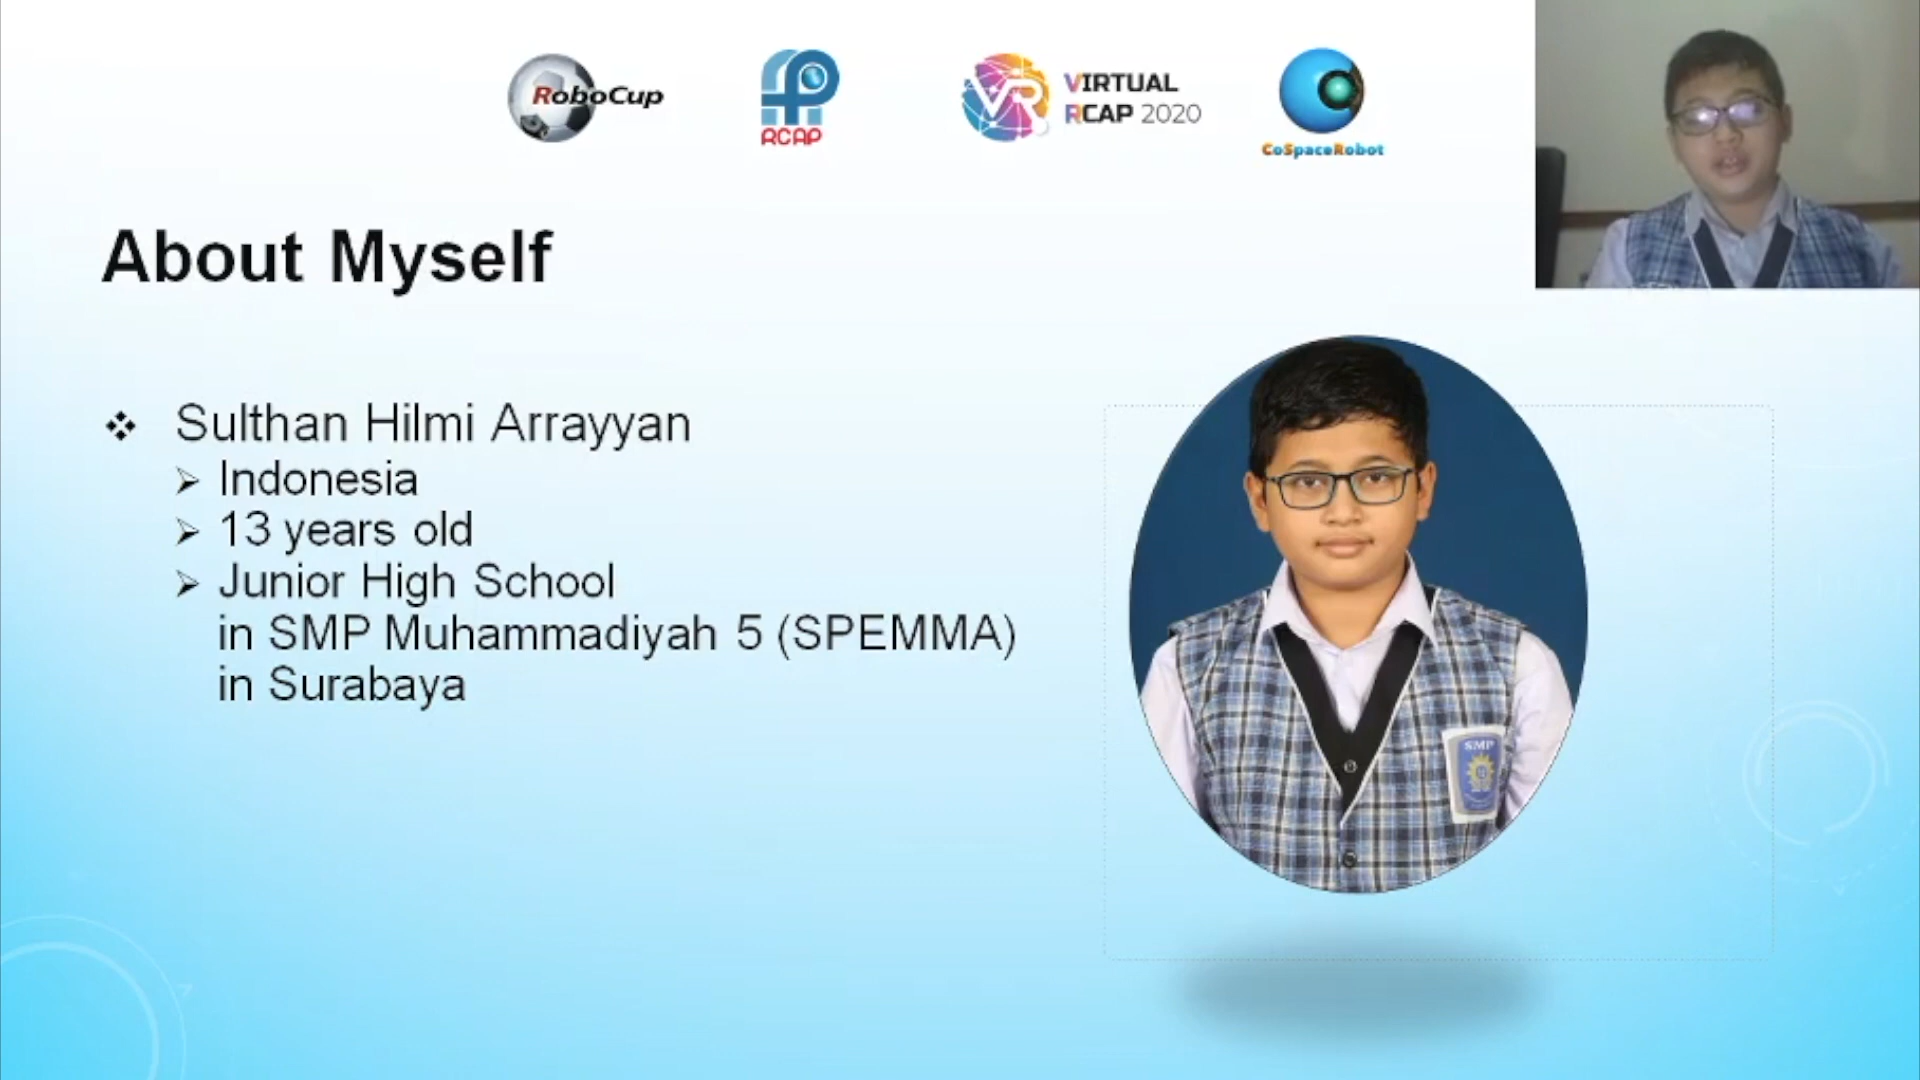 RoboCup
RCAP
VR
VIRTUAL
RCAP 2020
CoSpaceRobot
About Myself
Sulthan Hilmi Arrayyan
Indonesia
13 years old
Junior High School
in SMP Muhammadiyah 5 (SPEMMA)
in Surabaya
SMP